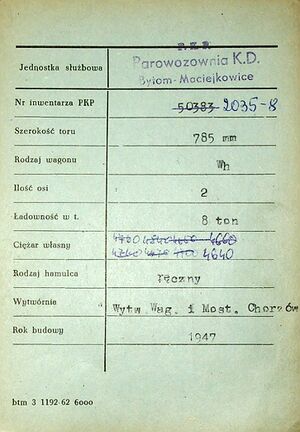 P.K.P.
Jednostka służbowa Parowozownia K.D.
Bytom-Maciejkowice
Nr inwentarza PKP 50383 2035-8
Szerokość toru 785 mm
Rodzaj wagonu Wh
Ilość osi 2
Ładowność w t. 8 ton
Ciężar własny 4660
4640
Rodzaj hamulca ręczny
Wytwórnie Wytw. Wag. i Most. Chorzów
Rok budowy 1947
btm 3 1192-62 6000